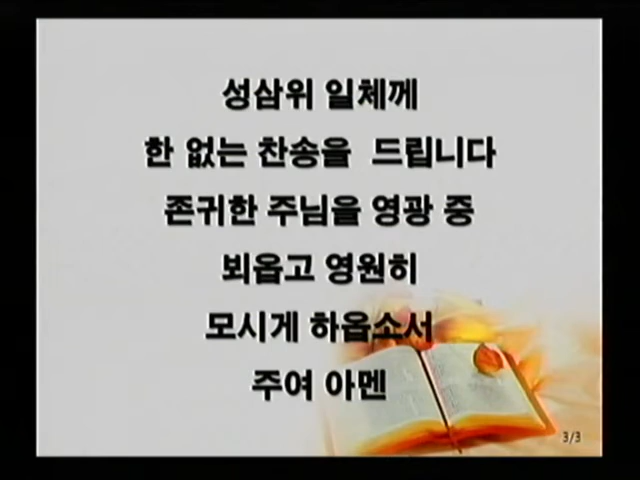 성삼위 일체께
한 없는 찬송을 드립니다
존귀한 주님을 영광 중
뵈옵고 영원히
모시게 하옵소서
주여 아멘
3/3